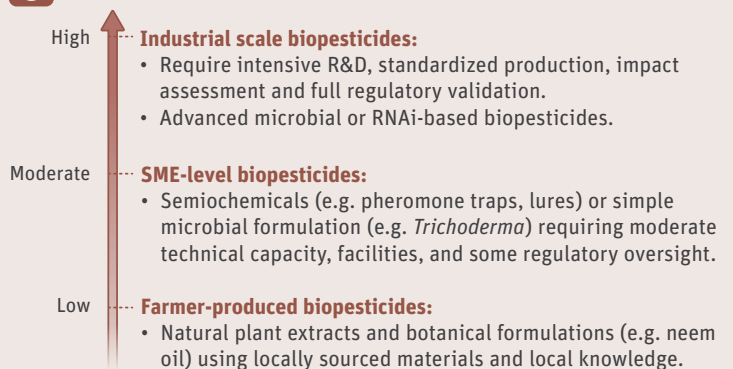 High
Industrial scale biopesticides:
• Require intensive R&D, standardized production, impact
assessment and full regulatory validation.
• Advanced microbial or RNAi-based biopesticides.
Moderate
SME-level biopesticides:
• Semiochemicals (e.g. pheromone traps, lures) or simple
microbial formulation (e.g. Trichoderma) requiring moderate
technical capacity, facilities, and some regulatory oversight.
Low
Farmer-produced biopesticides:
• Natural plant extracts and botanical formulations (e.g. neem
oil) using locally sourced materials and local knowledge.